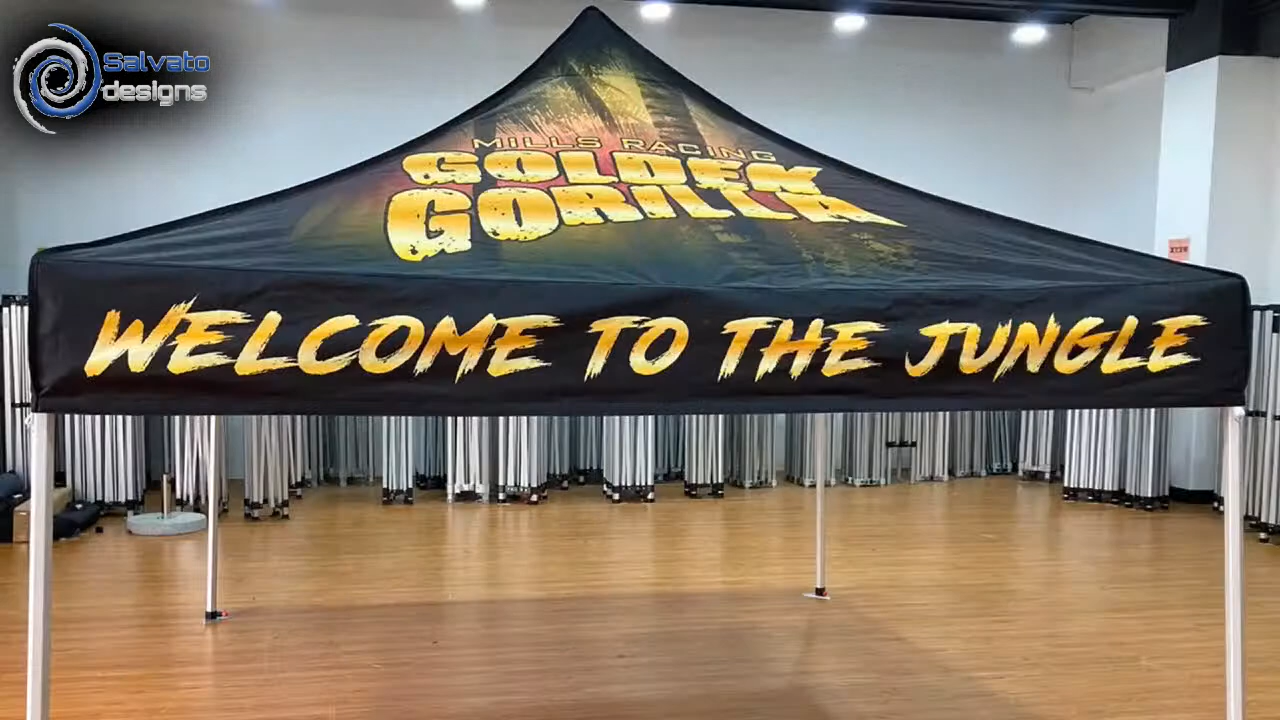 Salvato
designs
MILLS RACING
GOLDEN
GORILLA
WELCOME TO THE JUNGLE